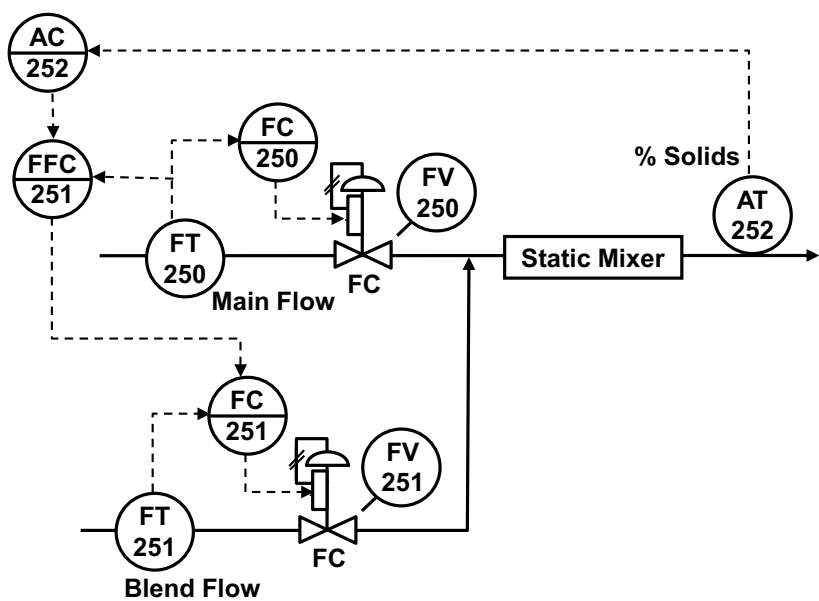 AC
252
FFC
251
FC
250
FT
250
Main Flow
FC
FV
250
Static Mixer
% Solids
AT
252
FC
251
FT
251
Blend Flow
FC
FV
251